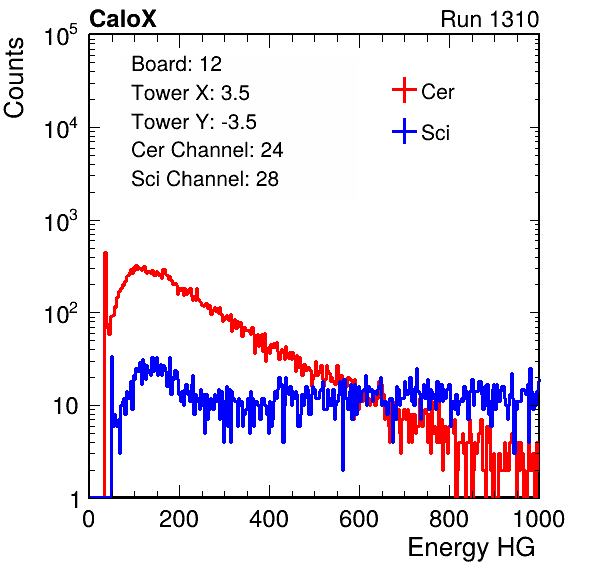 CaloX Run 1310
Counts
Board: 12
Tower X: 3.5
Tower Y: -3.5
Cer Channel: 24
Sci Channel: 28
Cer
Sci
10^5
10^4
10^3
10^2
10
1
0 200 400 600 800 1000
Energy HG